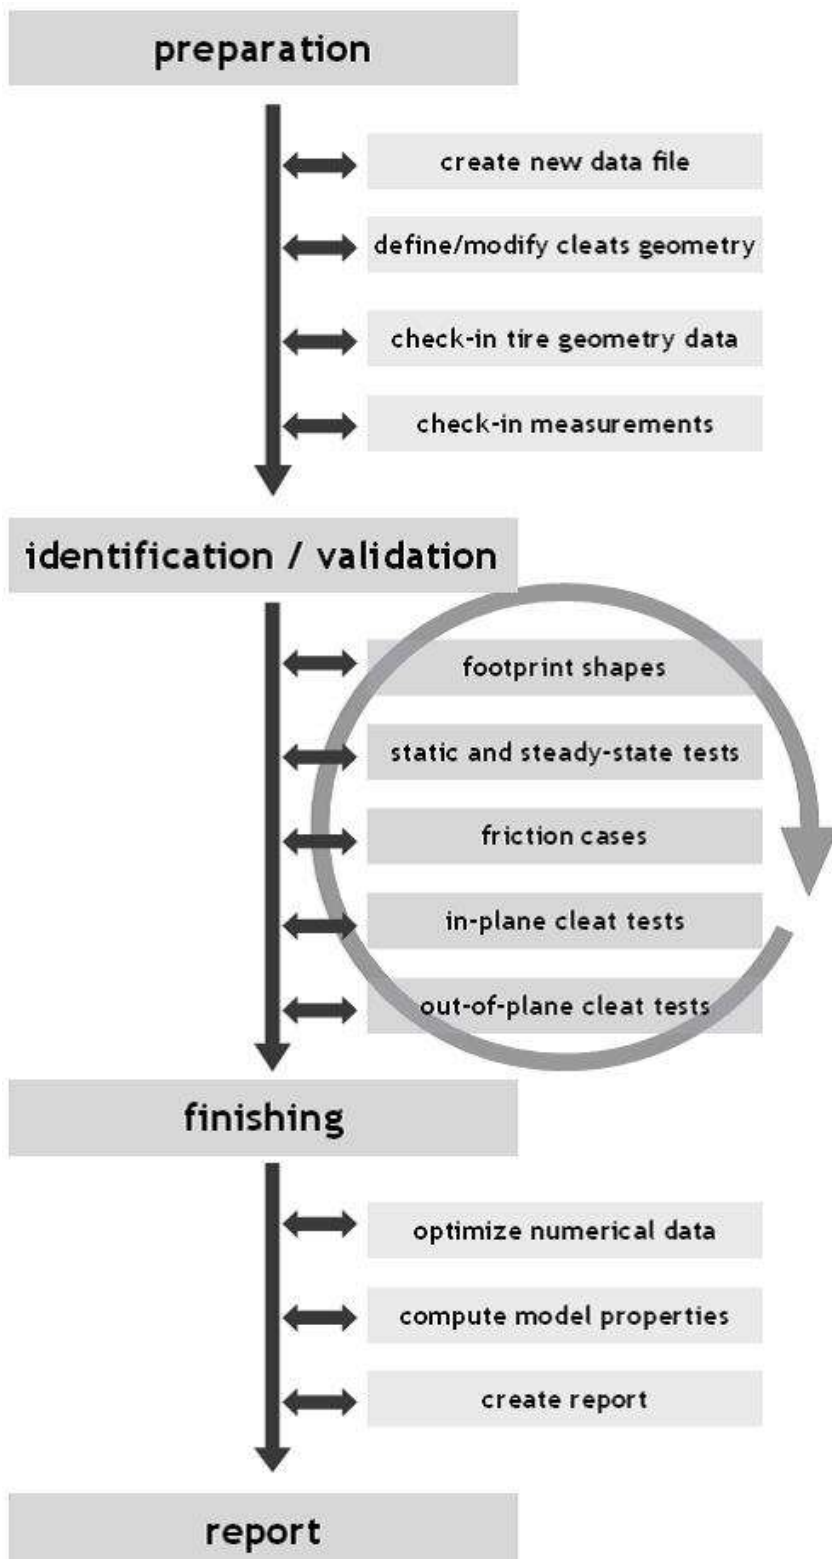 preparation
create new data file
define/modify cleats geometry
check-in tire geometry data
check-in measurements
identification / validation
footprint shapes
static and steady-state tests
friction cases
in-plane cleat tests
out-of-plane cleat tests
finishing
optimize numerical data
compute model properties
create report
report